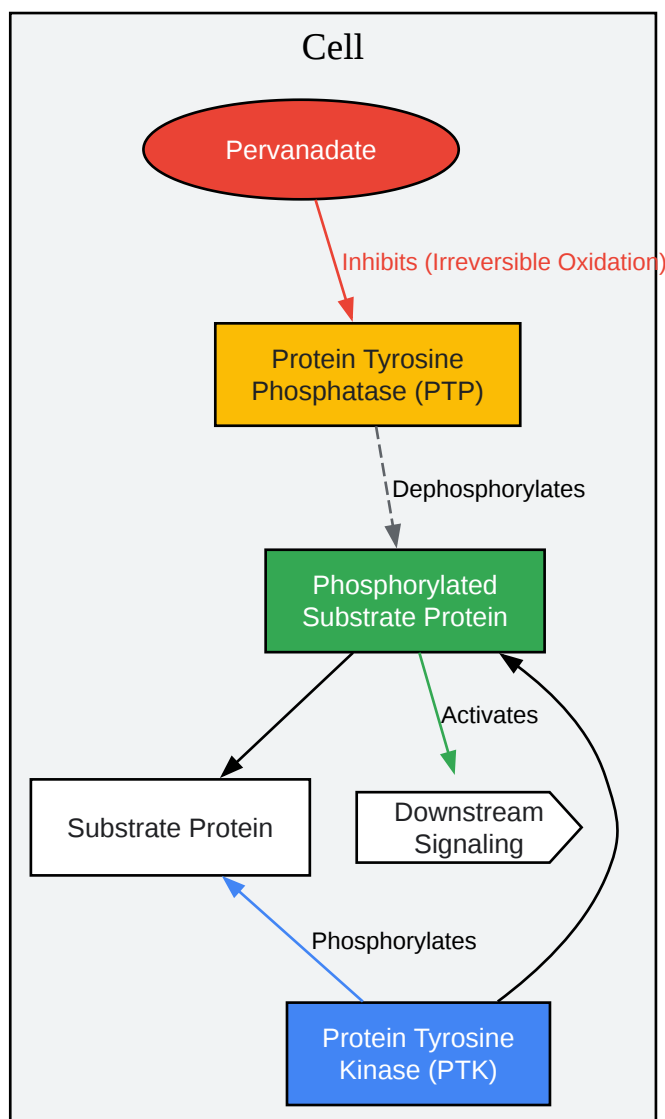 Cell
Pervanadate
Inhibits (Irreversible Oxidation)
Protein Tyrosine
Phosphatase (PTP)
Dephosphorylates
Phosphorylated
Substrate Protein
Activates
Substrate Protein
Downstream
Signaling
Phosphorylates
Protein Tyrosine
Kinase (PTK)